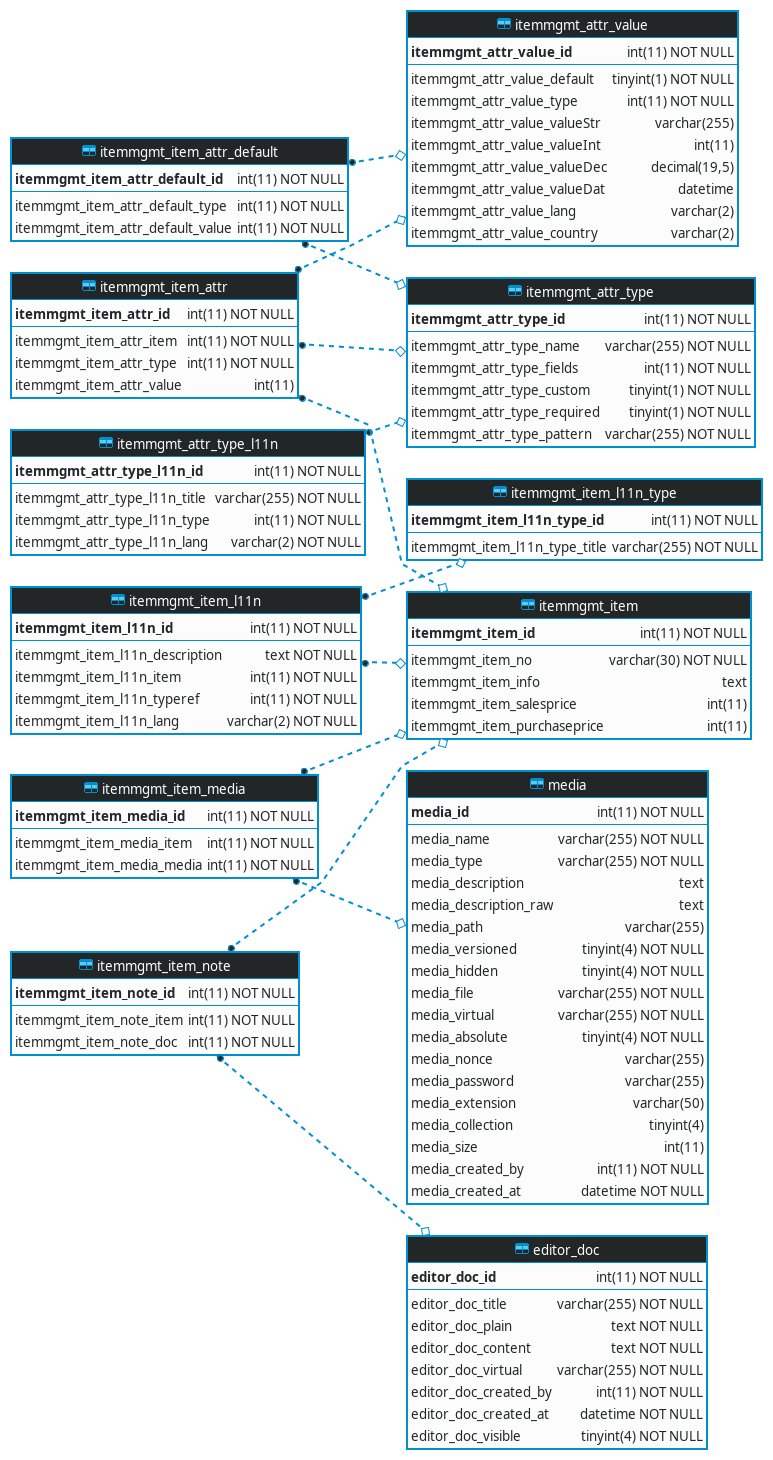 itemmgmt_attr_value
itemmgmt_attr_value_id int(11) NOT NULL
itemmgmt_attr_value_default tinyint(1) NOT NULL
itemmgmt_attr_value_type int(11) NOT NULL
itemmgmt_attr_value_valueStr varchar(255)
itemmgmt_attr_value_valueInt int(11)
itemmgmt_attr_value_valueDec decimal(19,5)
itemmgmt_attr_value_valueDat datetime
itemmgmt_attr_value_lang varchar(2)
itemmgmt_attr_value_country varchar(2)
itemmgmt_item_attr_default
itemmgmt_item_attr_default_id int(11) NOT NULL
itemmgmt_item_attr_default_type int(11) NOT NULL
itemmgmt_item_attr_default_value int(11) NOT NULL
itemmgmt_item_attr
itemmgmt_item_attr_id int(11) NOT NULL
itemmgmt_item_attr_item int(11) NOT NULL
itemmgmt_item_attr_type int(11) NOT NULL
itemmgmt_item_attr_value int(11)
itemmgmt_attr_type
itemmgmt_attr_type_id int(11) NOT NULL
itemmgmt_attr_type_name varchar(255) NOT NULL
itemmgmt_attr_type_fields int(11) NOT NULL
itemmgmt_attr_type_custom tinyint(1) NOT NULL
itemmgmt_attr_type_required tinyint(1) NOT NULL
itemmgmt_attr_type_pattern varchar(255) NOT NULL
itemmgmt_attr_type_l11n
itemmgmt_attr_type_l11n_id int(11) NOT NULL
itemmgmt_attr_type_l11n_title varchar(255) NOT NULL
itemmgmt_attr_type_l11n_type int(11) NOT NULL
itemmgmt_attr_type_l11n_lang varchar(2) NOT NULL
itemmgmt_item_l11n_type
itemmgmt_item_l11n_type_id int(11) NOT NULL
itemmgmt_item_l11n_type_title varchar(255) NOT NULL
itemmgmt_item_l11n
itemmgmt_item_l11n_id int(11) NOT NULL
itemmgmt_item_l11n_description text NOT NULL
itemmgmt_item_l11n_item int(11) NOT NULL
itemmgmt_item_l11n_typeref int(11) NOT NULL
itemmgmt_item_l11n_lang varchar(2) NOT NULL
itemmgmt_item
itemmgmt_item_id int(11) NOT NULL
itemmgmt_item_no varchar(30) NOT NULL
itemmgmt_item_info text
itemmgmt_item_salesprice int(11)
itemmgmt_item_purchaseprice int(11)
itemmgmt_item_media
itemmgmt_item_media_id int(11) NOT NULL
itemmgmt_item_media_item int(11) NOT NULL
itemmgmt_item_media_media int(11) NOT NULL
media
media_id int(11) NOT NULL
media_name varchar(255) NOT NULL
media_type varchar(255) NOT NULL
media_description text
media_description_raw text
media_path varchar(255)
media_versioned tinyint(4) NOT NULL
media_hidden tinyint(4) NOT NULL
media_file varchar(255) NOT NULL
media_virtual varchar(255) NOT NULL
media_absolute tinyint(4) NOT NULL
media_nonce varchar(255)
media_password varchar(255)
media_extension varchar(50)
media_collection tinyint(4)
media_size int(11)
media_created_by int(11) NOT NULL
media_created_at datetime NOT NULL
itemmgmt_item_note
itemmgmt_item_note_id int(11) NOT NULL
itemmgmt_item_note_item int(11) NOT NULL
itemmgmt_item_note_doc int(11) NOT NULL
editor_doc
editor_doc_id int(11) NOT NULL
editor_doc_title varchar(255) NOT NULL
editor_doc_plain text NOT NULL
editor_doc_content text NOT NULL
editor_doc_virtual varchar(255) NOT NULL
editor_doc_created_by int(11) NOT NULL
editor_doc_created_at datetime NOT NULL
editor_doc_visible tinyint(4) NOT NULL